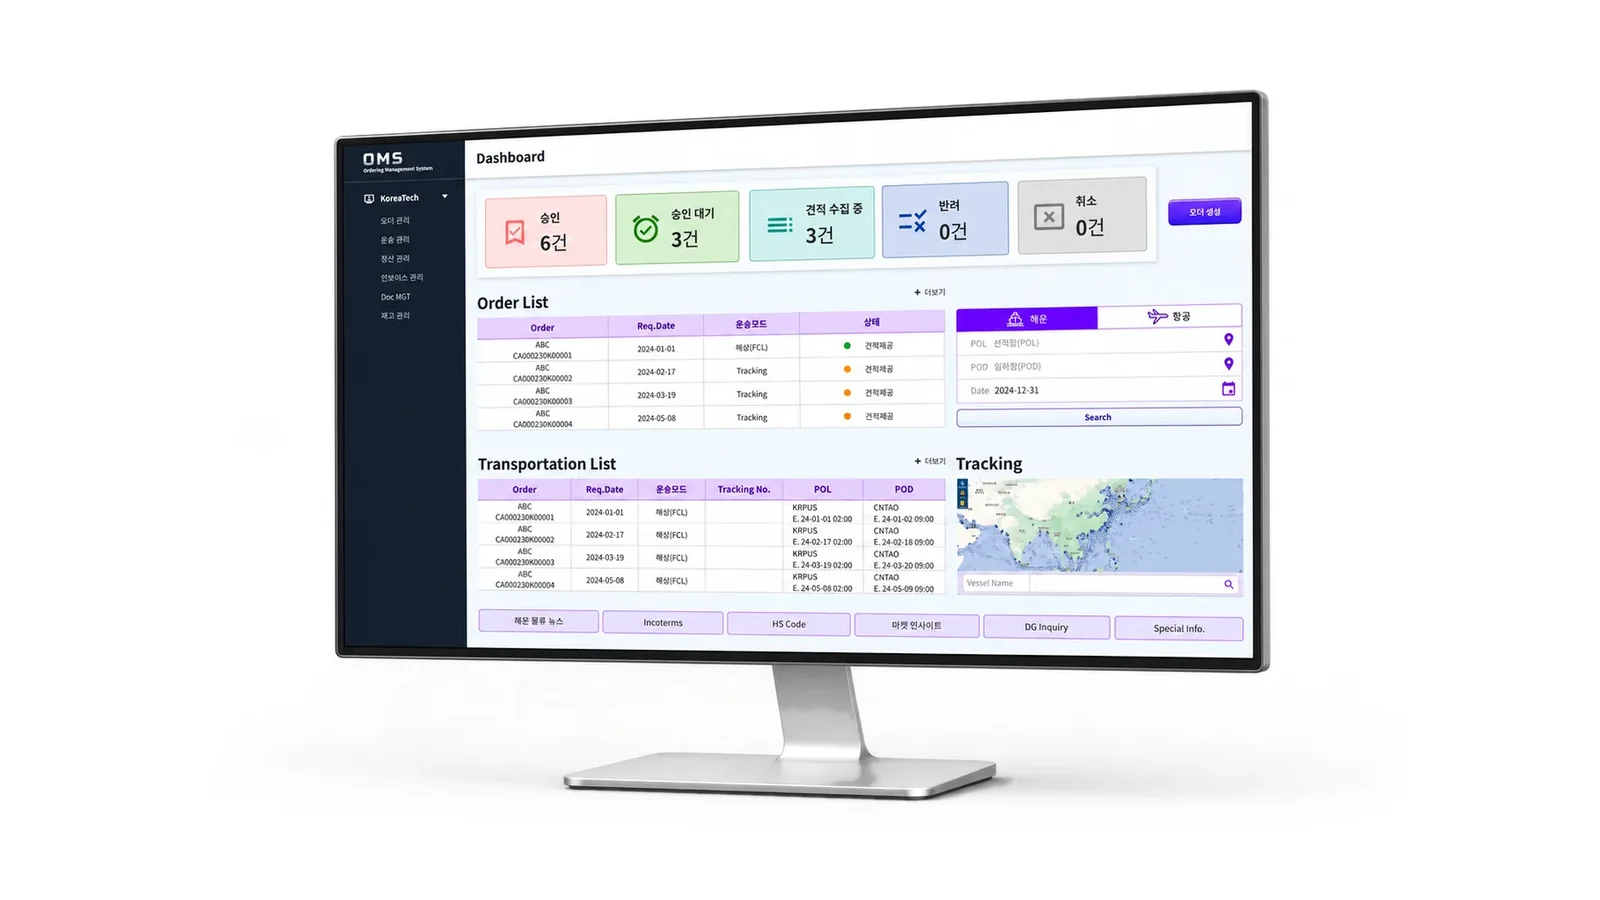 OMS
Ordering Management System
KoreaTech
오더 관리
운송 관리
정산 관리
인보이스 관리
Doc MGT
재고 관리
Dashboard
승인
6건
승인 대기
3건
견적 수집 중
3건
반려
0건
취소
0건
오더 생성
Order List
+ 더보기
Order Req.Date 운송모드 상태
ABC
CA000230K00001 2024-01-01 해상(FCL) 견적제공
ABC
CA000230K00002 2024-02-17 Tracking 견적제공
ABC
CA000230K00003 2024-03-19 Tracking 견적제공
ABC
CA000230K00004 2024-05-08 Tracking 견적제공
해운 항공
POL 선적항(POL)
POD 양하항(POD)
Date 2024-12-31
Search
Transportation List
+ 더보기
Order Req.Date 운송모드 Tracking No. POL POD
ABC KRPUS CNTAO
CA000230K00001 2024-01-01 해상(FCL) E. 24-01-01 02:00 E. 24-01-02 09:00
ABC KRPUS CNTAO
CA000230K00002 2024-02-17 해상(FCL) E. 24-02-17 02:00 E. 24-02-18 09:00
ABC KRPUS CNTAO
CA000230K00003 2024-03-19 해상(FCL) E. 24-03-19 02:00 E. 24-03-20 09:00
ABC KRPUS CNTAO
CA000230K00004 2024-05-08 해상(FCL) E. 24-05-08 02:00 E. 24-05-09 09:00
Tracking
Vessel Name
해운 물류 뉴스
Incoterms
HS Code
마켓 인사이트
DG Inquiry
Special Info.